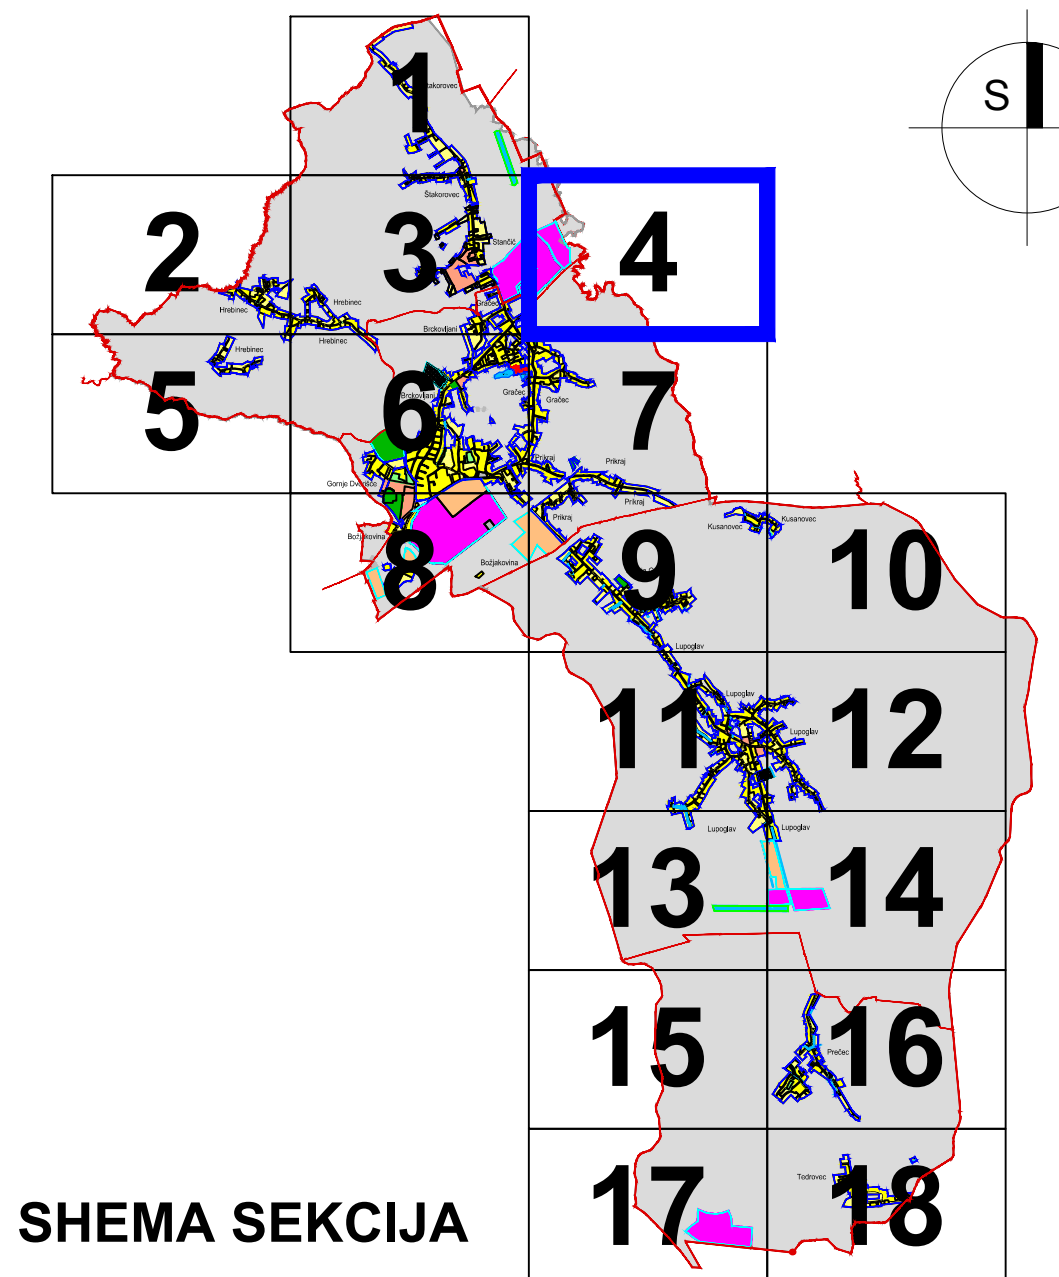 1
Štakorovec
S
Štakorovec
2
3
4
Stančić
Hrebinec
Gračec
Hrebinec
Brckovljani
Hrebinec
Hrebinec
5
6
7
Brckovljani
Gračec
Gračec
Prikraj
Prikraj
Gornje Dvorišće
Prikraj
Prikraj
Kusanovec
Kusanovec
Božjakovina
8
Božjakovina
9
10
Lupoglav
11
12
Lupoglav
Lupoglav
Lupoglav
Lupoglav
13
14
15
16
Prečec
17
18
Tedrovec
SHEMA SEKCIJA